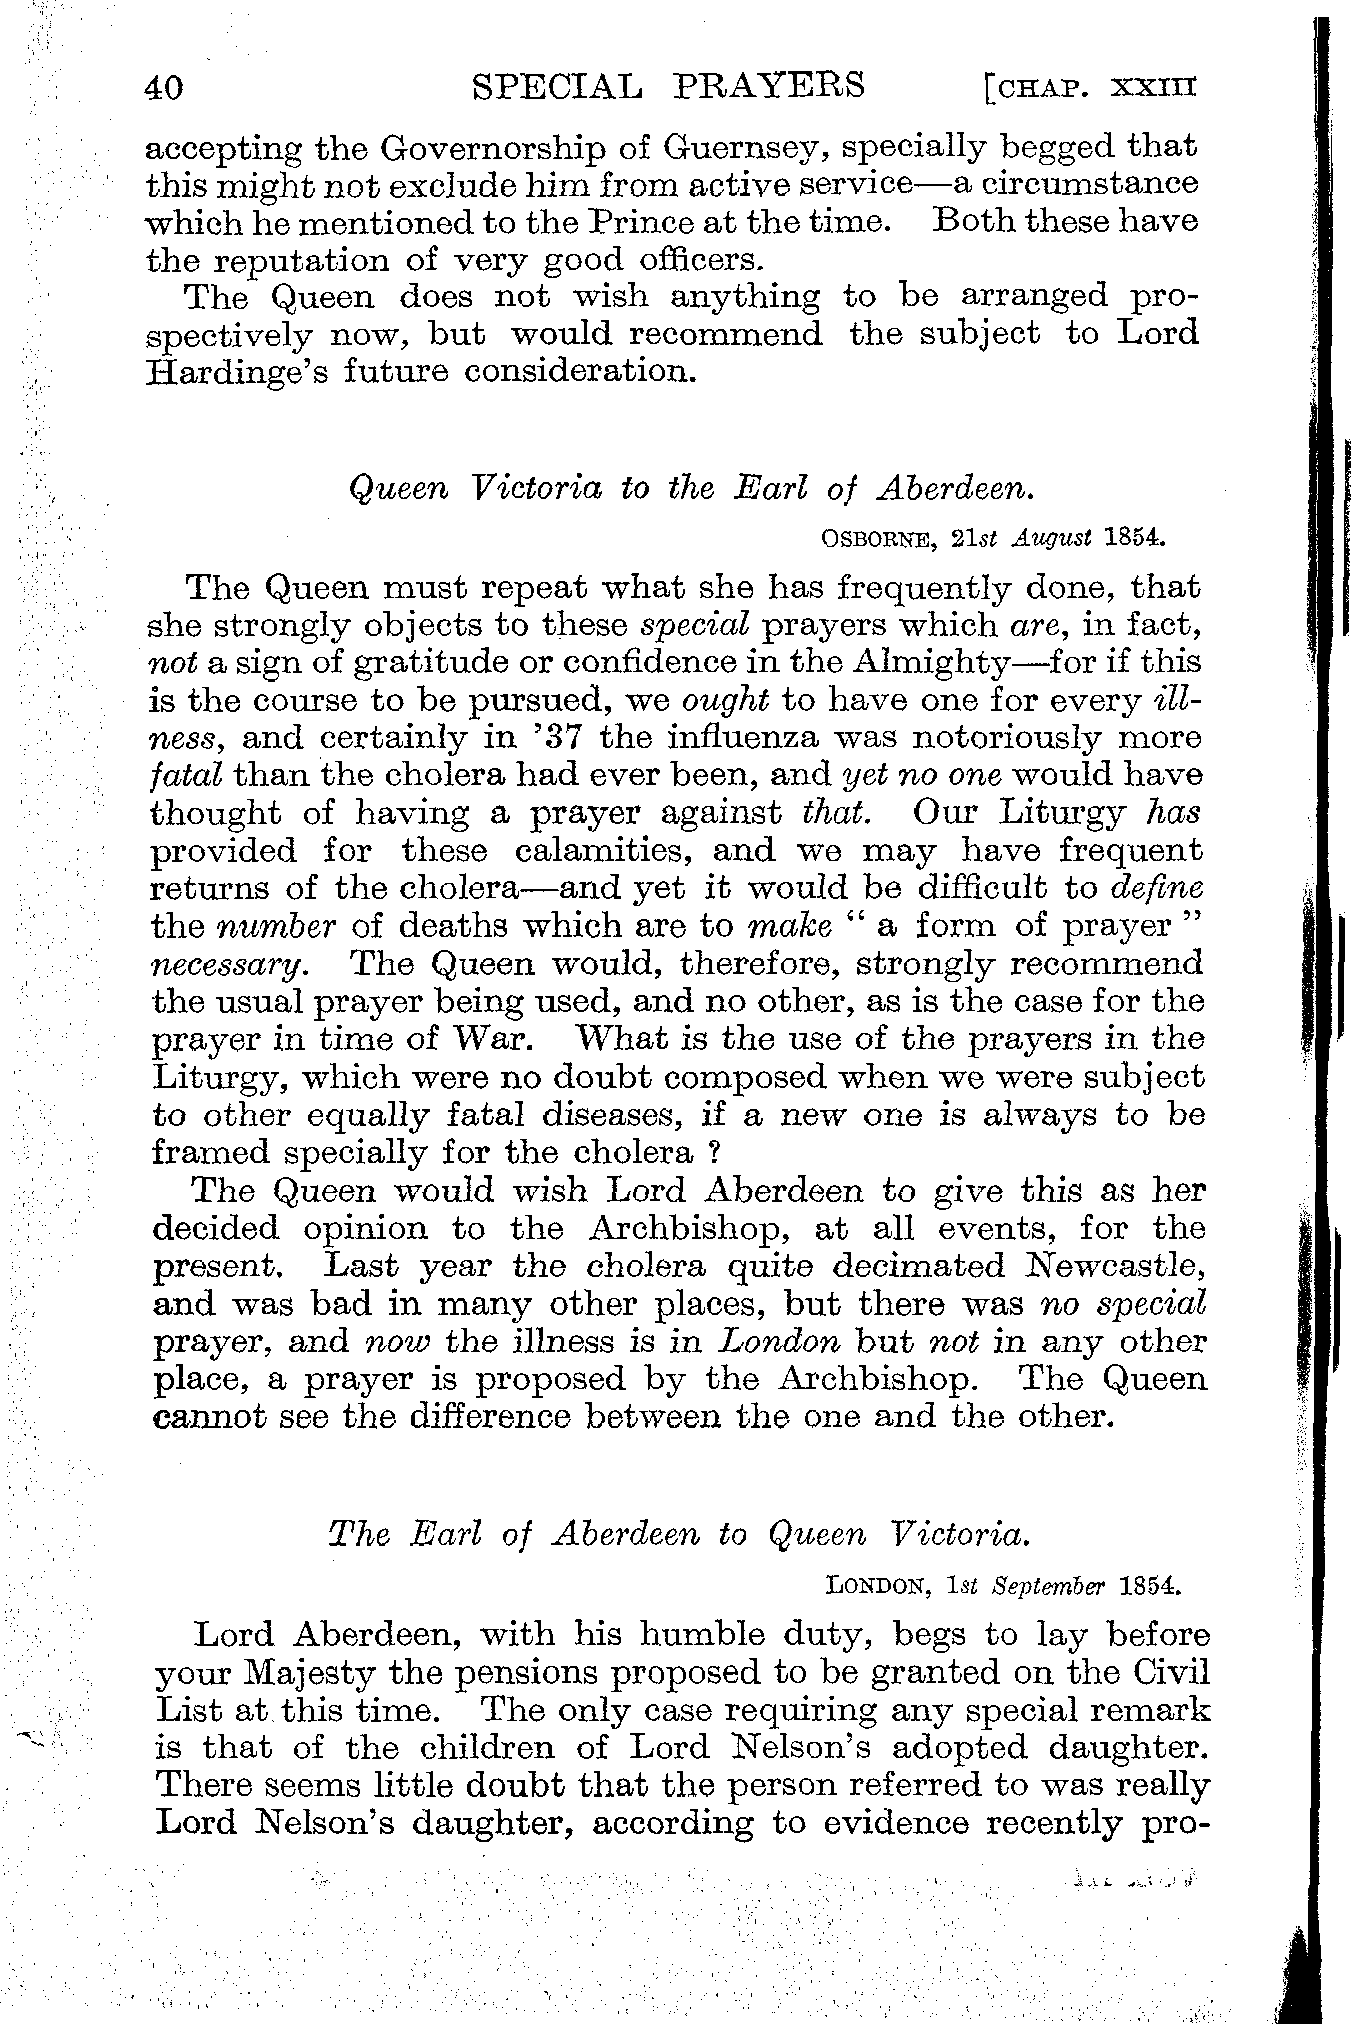 40 SPECIAL PRAYERS [CHAP. XXIII
accepting the Governorship of Guernsey, specially begged that
this might not exclude him from active service—a circumstance
which he mentioned to the Prince at the time. Both these have
the reputation of very good officers.
The Queen does not wish anything to be arranged pro-
spectively now, but would recommend the subject to Lord
Hardinge's future consideration.
Queen Victoria to the Earl of Aberdeen.
OSBORNE, 21st August 1854.
The Queen must repeat what she has frequently done, that
she strongly objects to these special prayers which are, in fact,
not a sign of gratitude or confidence in the Almighty—for if this
is the course to be pursued, we ought to have one for every ill-
ness, and certainly in '37 the influenza was notoriously more
fatal than the cholera had ever been, and yet no one would have
thought of having a prayer against that. Our Liturgy has
provided for these calamities, and we may have frequent
returns of the cholera—and yet it would be difficult to define
the number of deaths which are to make " a form of prayer "
necessary. The Queen would, therefore, strongly recommend
the usual prayer being used, and no other, as is the case for the
prayer in time of War. What is the use of the prayers in the
Liturgy, which were no doubt composed when we were subject
to other equally fatal diseases, if a new one is always to be
framed specially for the cholera ?
The Queen would wish Lord Aberdeen to give this as her
decided opinion to the Archbishop, at all events, for the
present. Last year the cholera quite decimated Newcastle,
and was bad in many other places, but there was no special
prayer, and now the illness is in London but not in any other
place, a prayer is proposed by the Archbishop. The Queen
cannot see the difference between the one and the other.
The Earl of Aberdeen to Queen Victoria.
LONDON, 1st September 1854.
Lord Aberdeen, with his humble duty, begs to lay before
your Majesty the pensions proposed to be granted on the Civil
List at this time. The only case requiring any special remark
is that of the children of Lord Nelson's adopted daughter.
There seems little doubt that the person referred to was really
Lord Nelson's daughter, according to evidence recently pro-